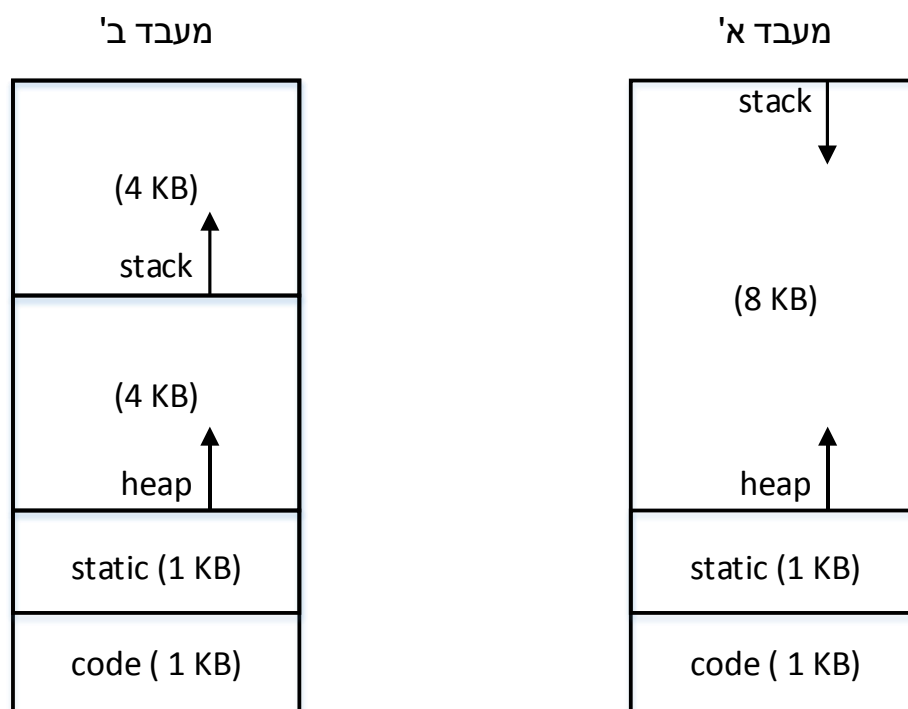 מעבד א'
stack
(8 KB)
heap
static (1 KB)
code ( 1 KB)
מעבד ב'
(4 KB)
stack
(4 KB)
heap
static (1 KB)
code ( 1 KB)